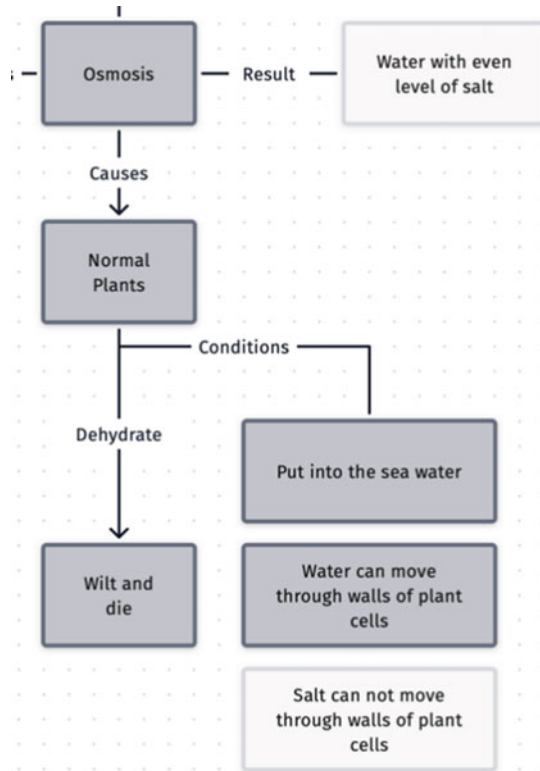 Osmosis
Result
Water with even
level of salt
Causes
Normal
Plants
Conditions
Dehydrate
Put into the sea water
Wilt and
die
Water can move
through walls of plant
cells
Salt can not move
through walls of plant
cells